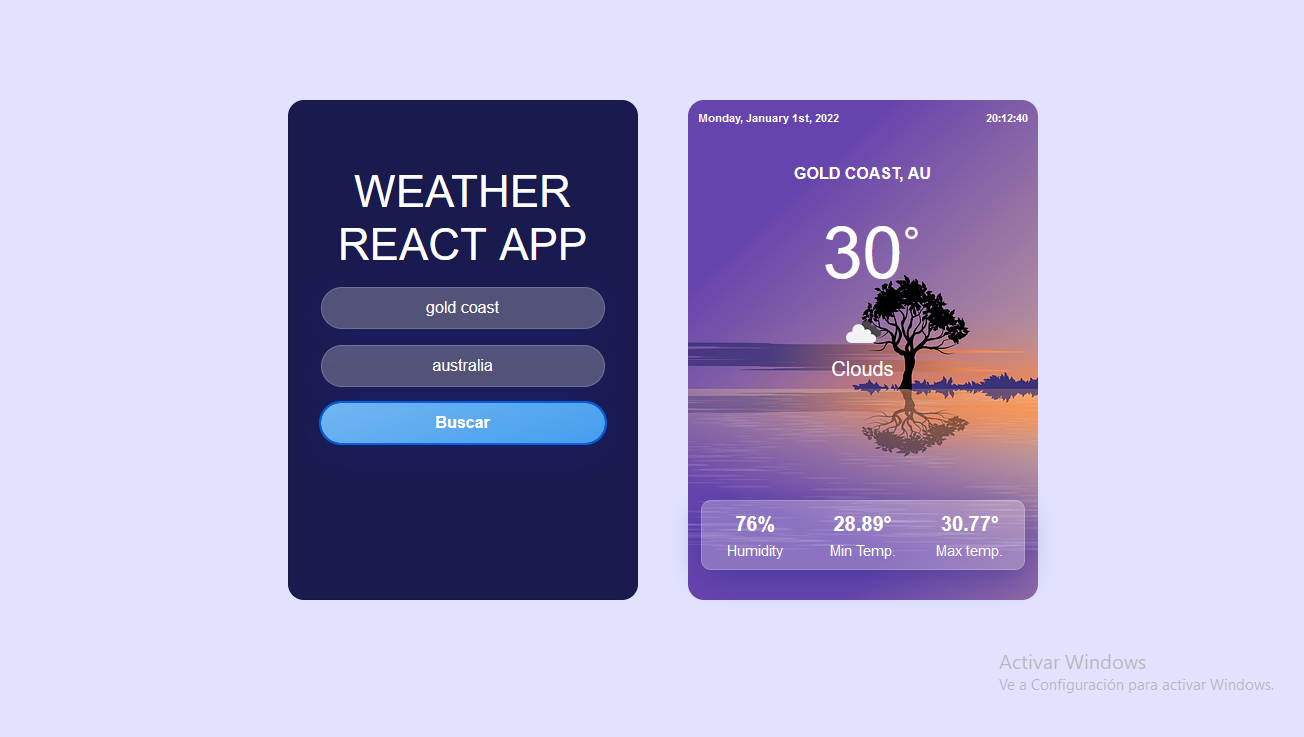 WEATHER
REACT APP
gold coast
australia
Buscar
Monday, January 1st, 2022
20:12:40
GOLD COAST, AU
30°
Clouds
76%
28.89°
30.77°
Humidity
Min Temp.
Max temp.
Activar Windows
Ve a Configuración para activar Windows.